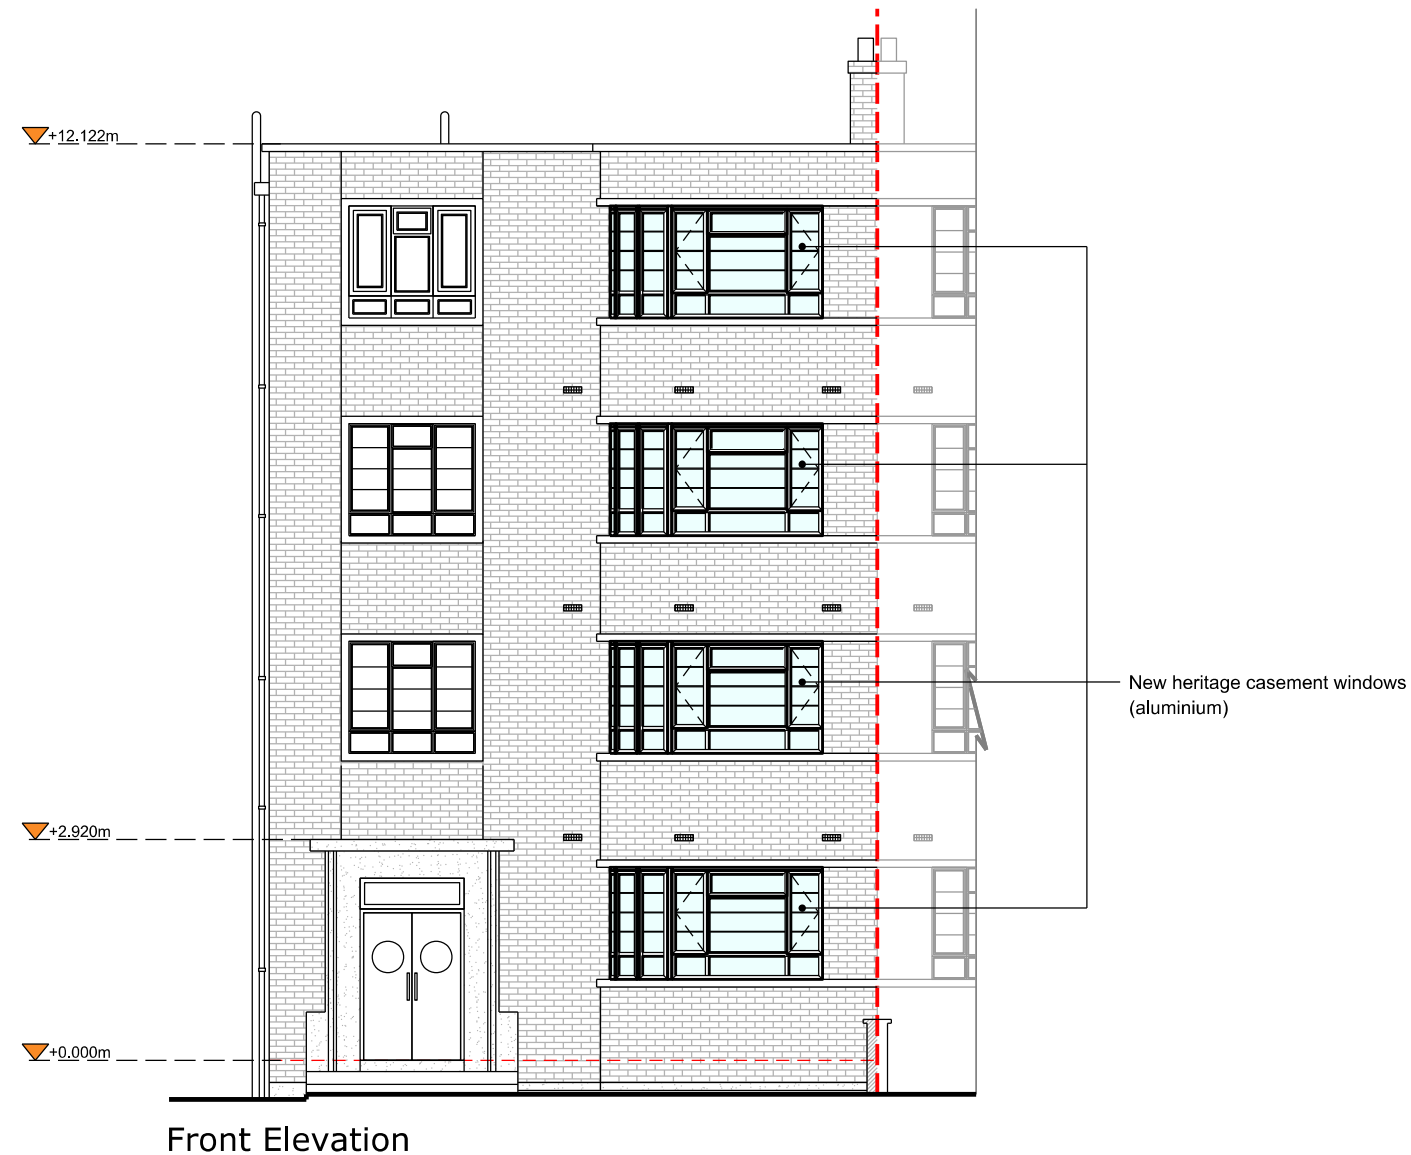 +12.122m
New heritage casement windows
(aluminium)
+2.920m
+0.000m
Front Elevation